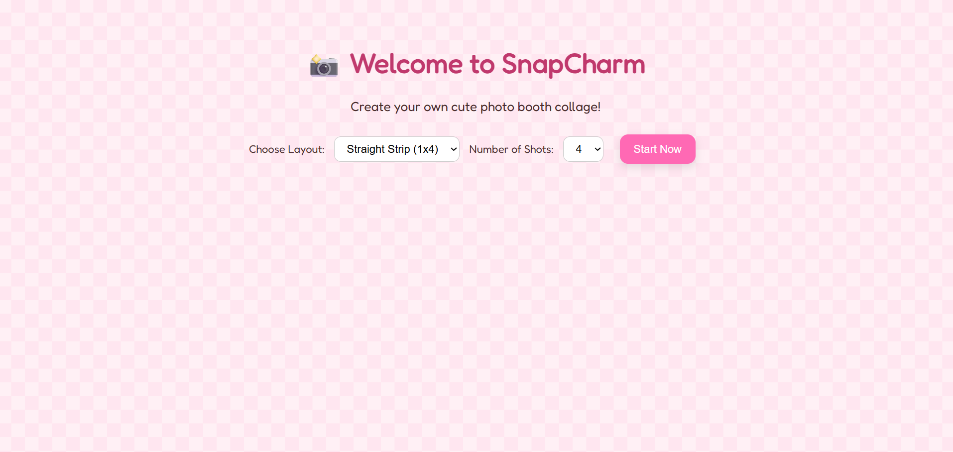 📸 Welcome to SnapCharm
Create your own cute photo booth collage!
Choose Layout: Straight Strip (1x4) Number of Shots: 4 Start Now